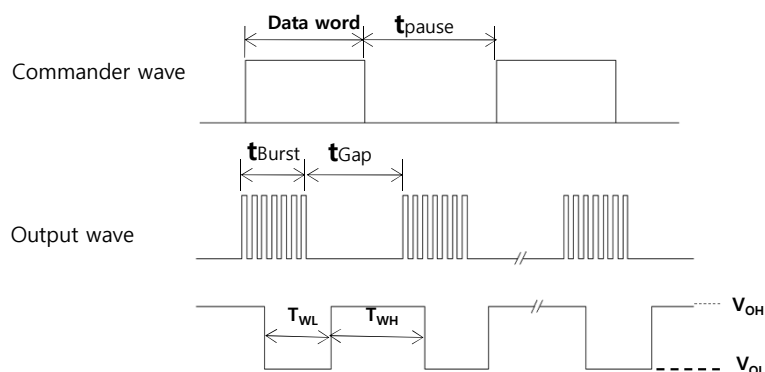 Data word
tpause
Commander wave
tBurst
tGap
Output wave
TWL
TWH
VOH
VOL